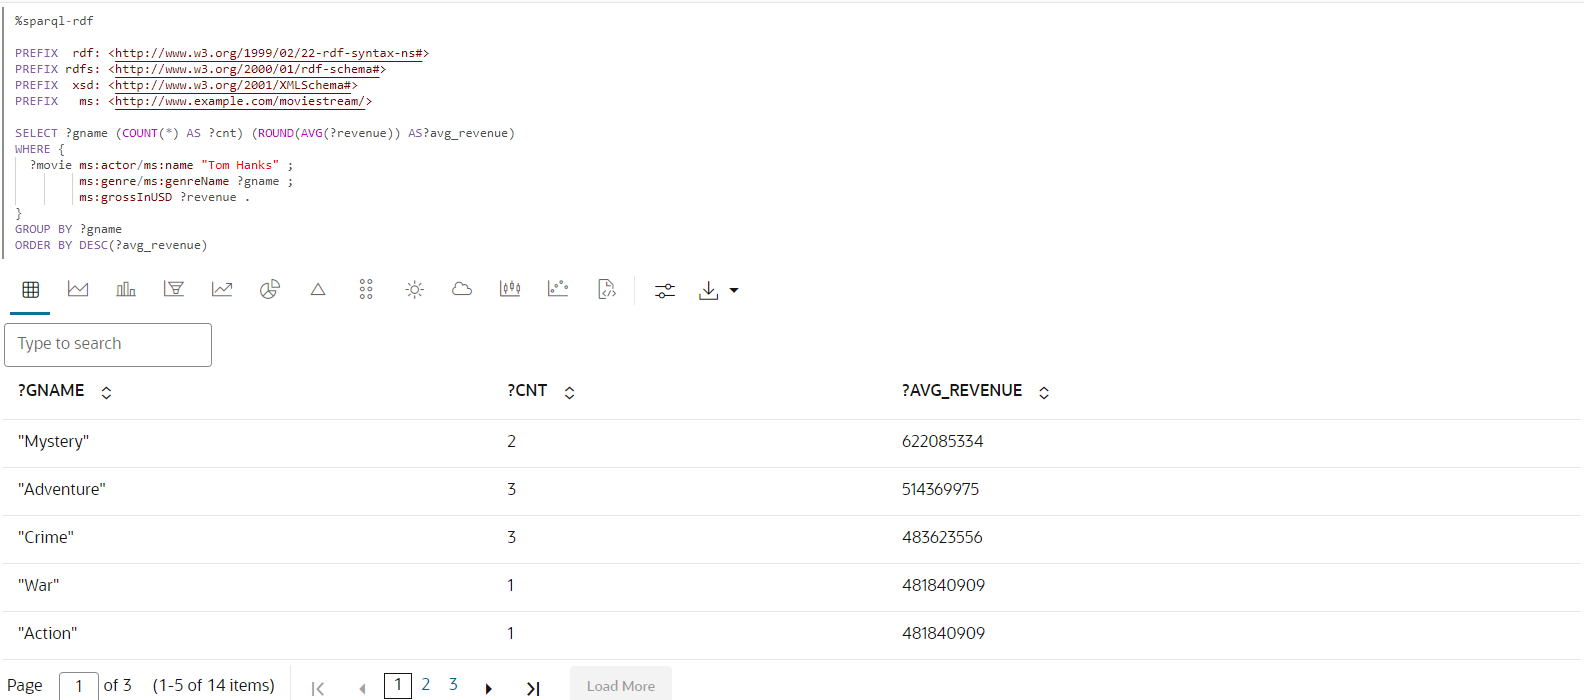 %sparql-rdf
PREFIX  rdf: <http://www.w3.org/1999/02/22-rdf-syntax-ns#>
PREFIX rdfs: <http://www.w3.org/2000/01/rdf-schema#>
PREFIX  xsd: <http://www.w3.org/2001/XMLSchema#>
PREFIX   ms: <http://www.example.com/moviestream/>
SELECT ?gname (COUNT(*) AS ?cnt) (ROUND(AVG(?revenue)) AS?avg_revenue)
WHERE {
  ?movie ms:actor/ms:name "Tom Hanks" ;
         ms:genre/ms:genreName ?gname ;
         ms:grossInUSD ?revenue .
}
GROUP BY ?gname
ORDER BY DESC(?avg_revenue)
Type to search
?GNAME ?CNT ?AVG_REVENUE
"Mystery" 2 622085334
"Adventure" 3 514369975
"Crime" 3 483623556
"War" 1 481840909
"Action" 1 481840909
Page 1 of 3 (1-5 of 14 items) 1 2 3 Load More